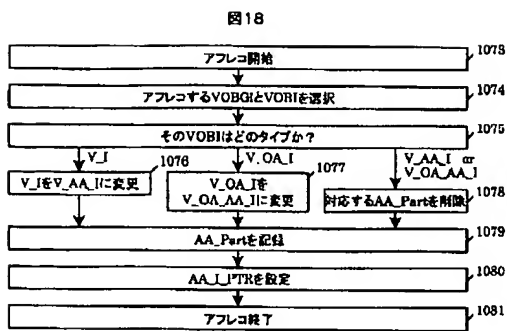 図18
アフレコ開始
1073
アフレコするVOBGIとVOBIを選択
1074
そのVOBIはどのタイプか?
1075
V_I
1076
V_OA_I
1077
V_AA_I or
V_OA_AA_I
V_IをV_AA_Iに変更
V_OA_Iを
V_OA_AA_Iに変更
1078
対応するAA_Partを削除
1079
AA_Partを記録
1080
AA_I_PTRを設定
1081
アフレコ終了